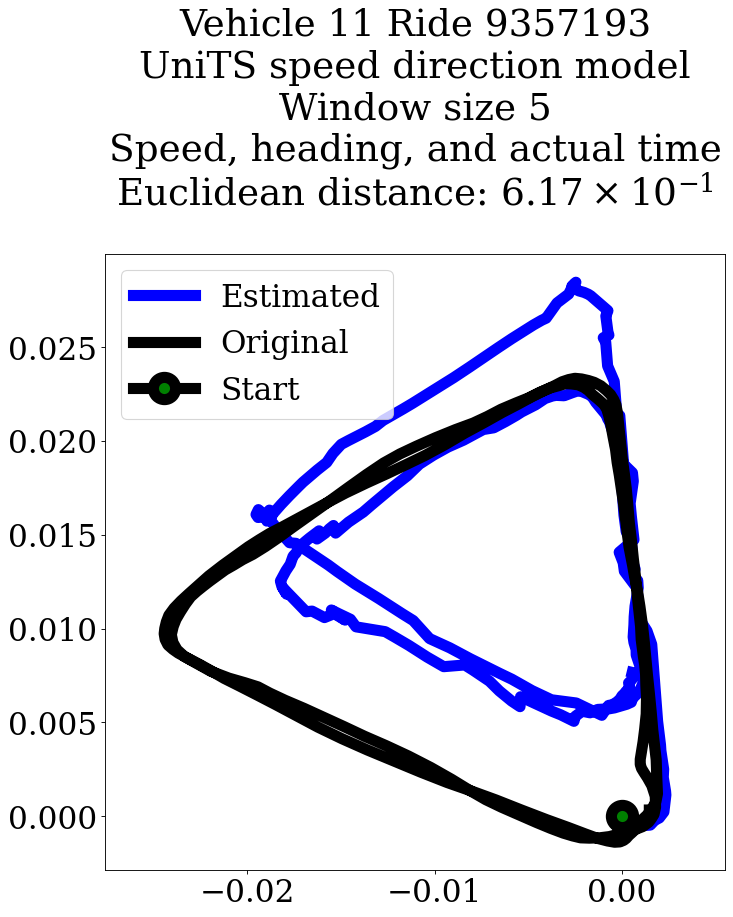 Vehicle 11 Ride 9357193
UniTS speed direction model
Window size 5
Speed, heading, and actual time
Euclidean distance: 6.17 × 10⁻¹
Estimated
Original
Start
0.025
0.020
0.015
0.010
0.005
0.000
−0.02
−0.01
0.00